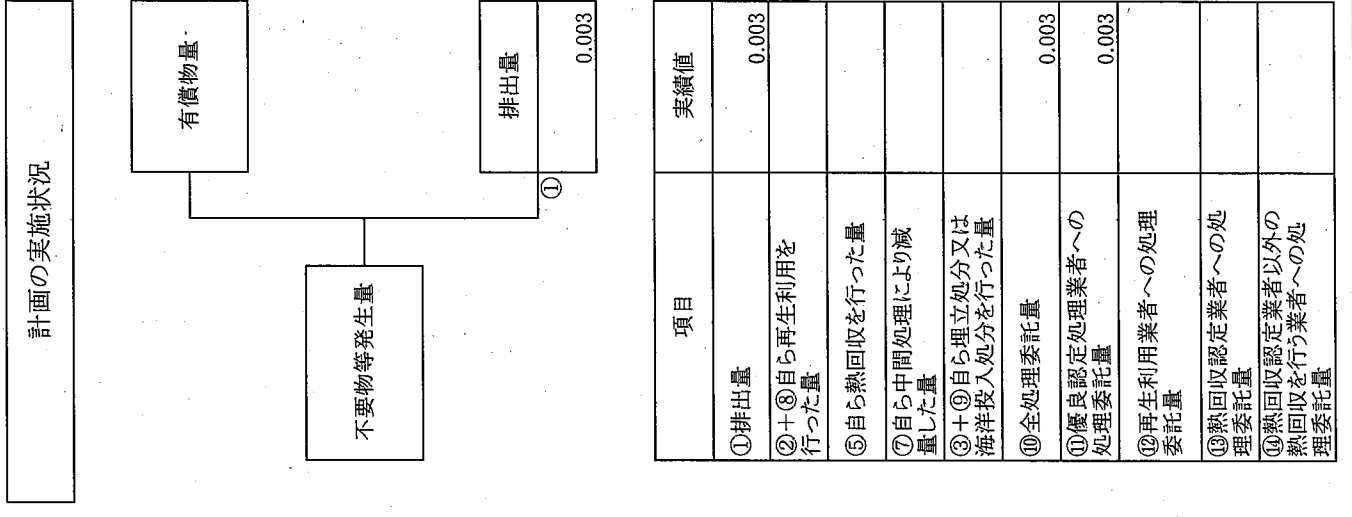 計画の実施状況
不要物等発生量
有償物量
①
排出量
0.003
項目
実績値
①排出量
0.003
②+⑧自ら再生利用を
行った量
⑤自ら熱回収を行った量
⑦自ら中間処理により減
量した量
③+⑨自ら埋立処分又は
海洋投入処分を行った量
⑩全処理委託量
0.003
⑪優良認定処理業者への
処理委託量
0.003
⑫再生利用業者への処理
委託量
⑬熱回収認定業者への処
理委託量
⑭熱回収認定業者以外の
熱回収を行う業者への処
理委託量